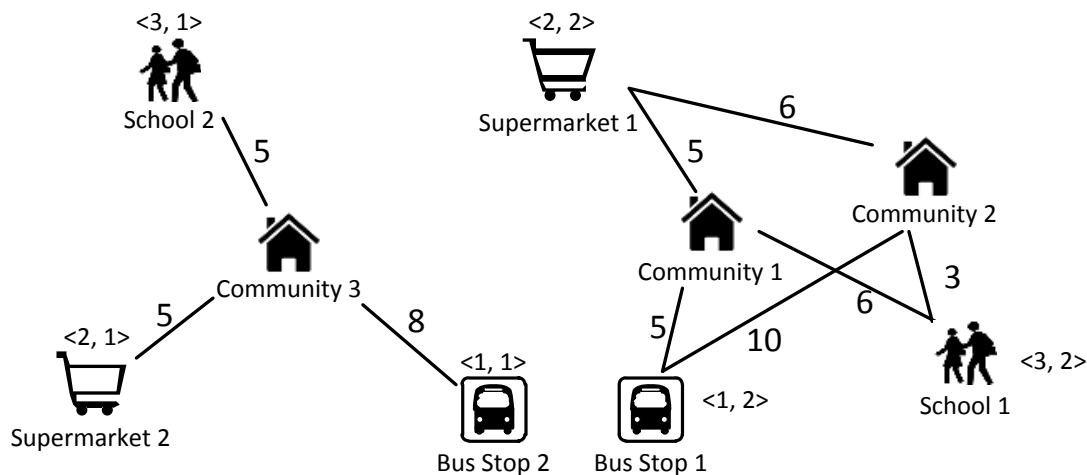 <3, 1>
School 2
<2, 2>
Supermarket 1
6
5
5
Community 2
Community 3
Community 1
5
8
5
10
6
3
<2, 1>
Supermarket 2
<1, 1>
Bus Stop 2
<1, 2>
Bus Stop 1
<3, 2>
School 1